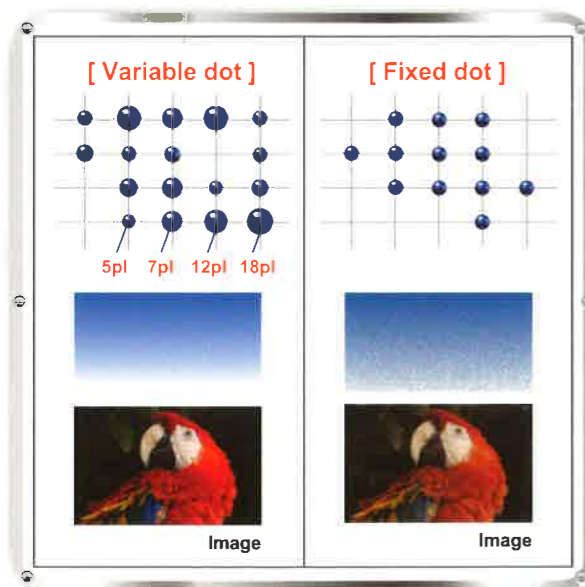 [ Variable dot ]
5pl 7pl 12pl 18pl
Image
[ Fixed dot ]
Image